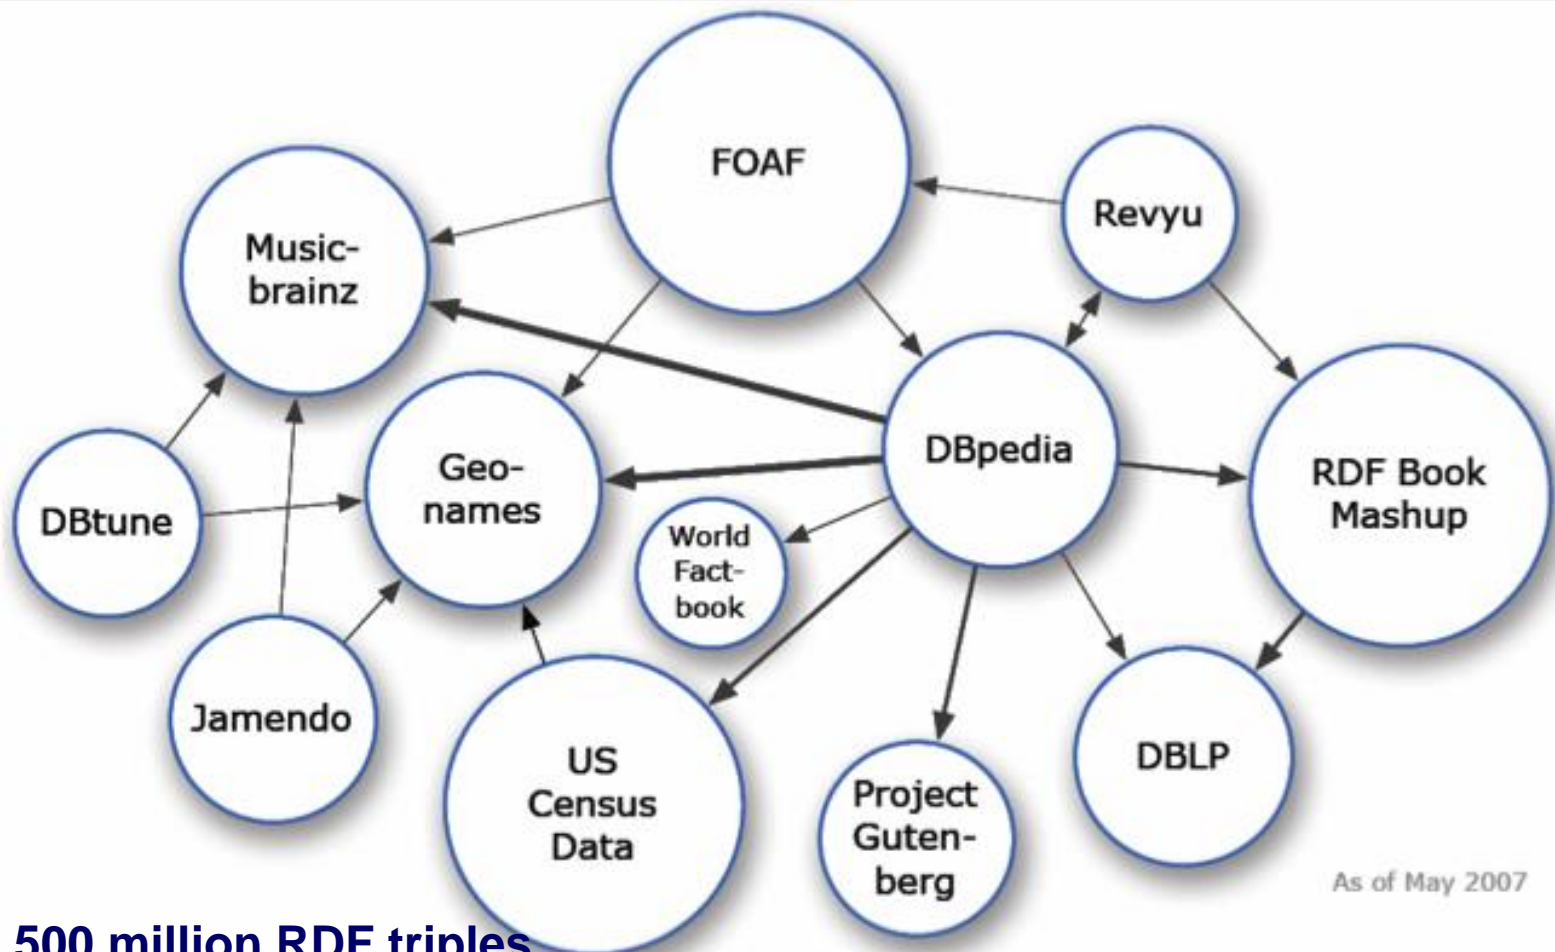 FOAF
Revyu
Music-
brainz
DBpedia
Geo-
names
RDF Book
Mashup
DBtune
World
Fact-
book
Jamendo
US
Census
Data
Project
Guten-
berg
DBLP
As of May 2007
500 million RDF triples